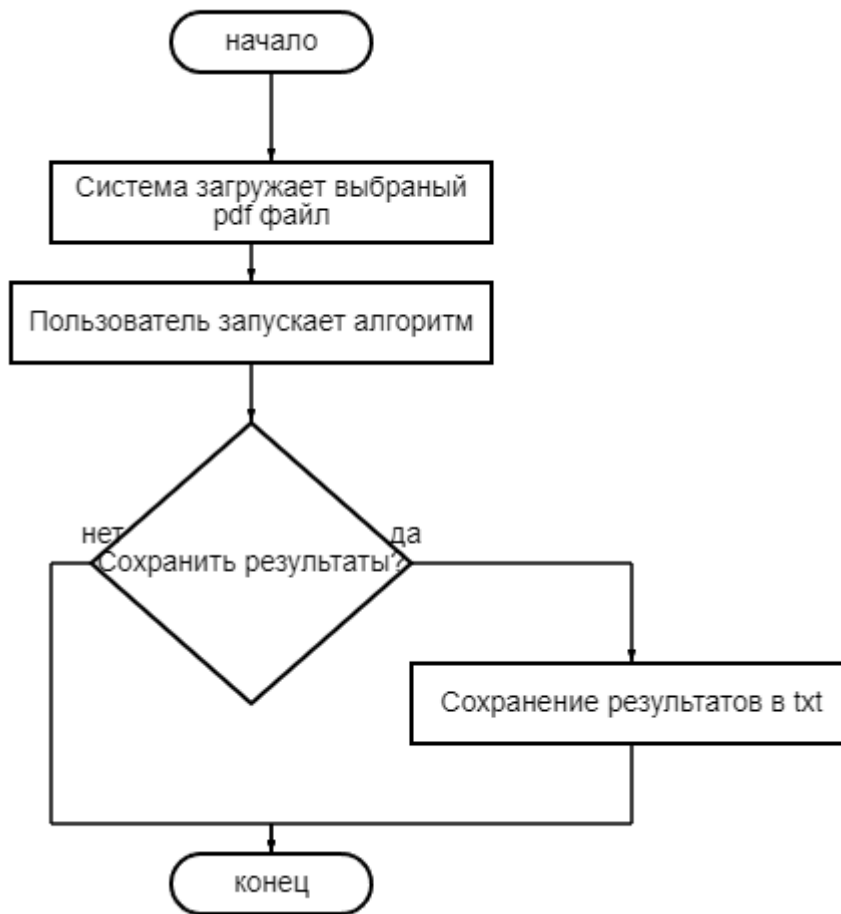 начало
Система загружает выбраный
pdf файл
Пользователь запускает алгоритм
нет
да
Сохранить результаты?
Сохранение результатов в txt
конец